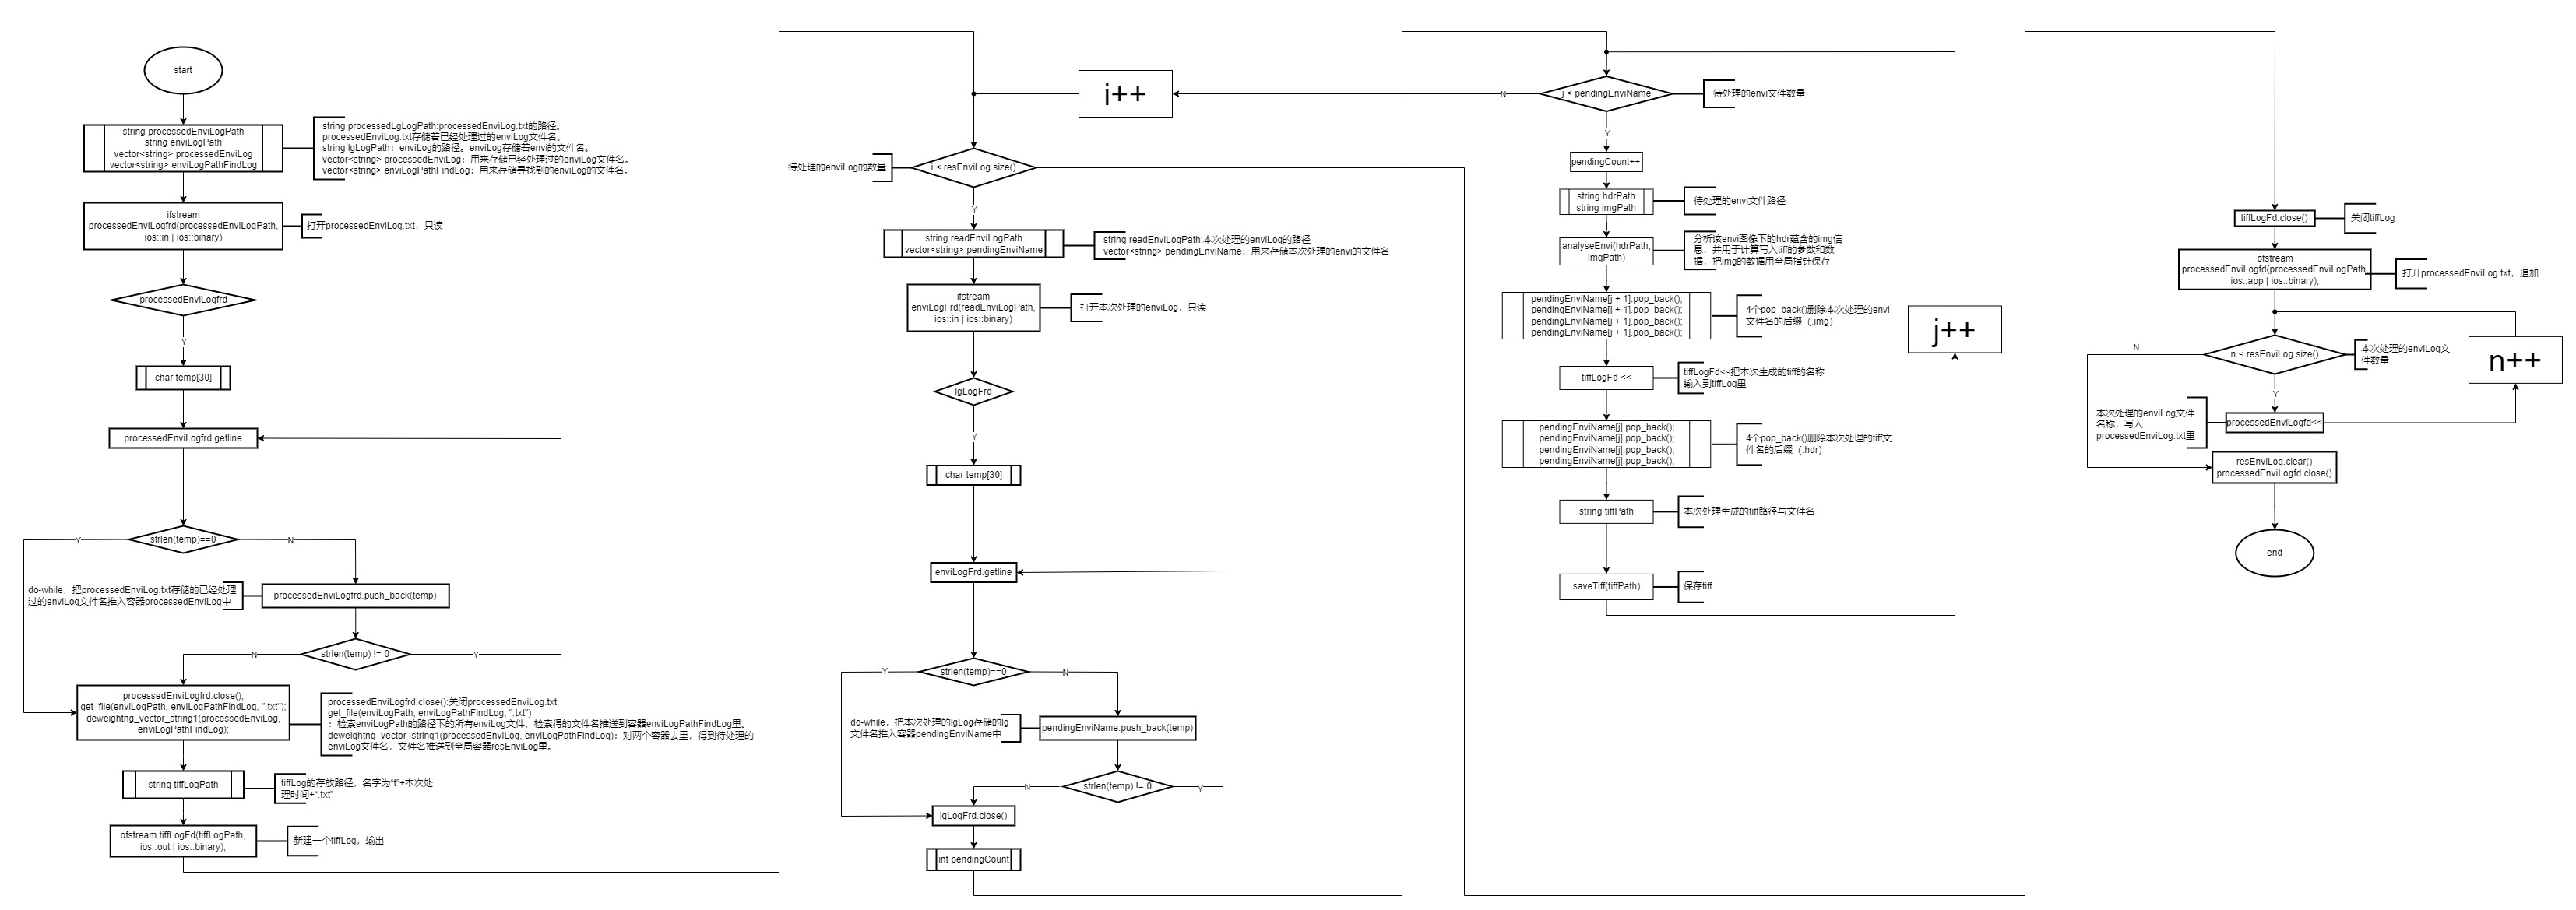 start
string processedEnviLogPath
string enviLogPath
vector<string> processedEnviLog
vector<string> enviLogPathFindLog
string processedLgLogPath:processedEnviLog.txt的路径。
processedEnviLog.txt存储着已经处理过的enviLog文件名。
string lgLogPath：enviLog的路径。enviLog存储着envi的文件名。
vector<string> processedEnviLog：用来存储已经处理过的enviLog文件名。
vector<string> enviLogPathFindLog：用来存储寻找到的enviLog的文件名。
ifstream
processedEnviLogfrd(processedEnviLogPath,
ios::in | ios::binary)
打开processedEnviLog.txt，只读
processedEnviLogfrd
Y
char temp[30]
processedEnviLogfrd.getline
strlen(temp)==0
Y
N
do-while，把processedEnviLog.txt存储的已经处理
过的enviLog文件名推入容器processedEnviLog中
processedEnviLogfrd.push_back(temp)
strlen(temp) != 0
N
Y
processedEnviLogfrd.close();
get_file(enviLogPath, enviLogPathFindLog, ".txt");
deweightng_vector_string1(processedEnviLog,
enviLogPathFindLog);
processedEnviLogfrd.close():关闭processedEnviLog.txt
get_file(enviLogPath, enviLogPathFindLog, ".txt")
：检索enviLogPath的路径下的所有enviLog文件，检索得的文件名推送到容器enviLogPathFindLog里。
deweightng_vector_string1(processedEnviLog, enviLogPathFindLog)：对两个容器去重，得到待处理的
enviLog文件名，文件名推送到全局容器resEnviLog里。
string tiffLogPath
tiffLog的存放路径，名字为“t”+本次处
理时间+“.txt”
ofstream tiffLogFd(tiffLogPath,
ios::out | ios::binary);
新建一个tiffLog，输出
i++
待处理的enviLog的数量
i < resEnviLog.size()
Y
string readEnviLogPath
vector<string> pendingEnviName
string readEnviLogPath:本次处理的enviLog的路径
vector<string> pendingEnviName：用来存储本次处理的envi的文件名
ifstream
enviLogFrd(readEnviLogPath,
ios::in | ios::binary)
打开本次处理的enviLog，只读
lgLogFrd
Y
char temp[30]
enviLogFrd.getline
strlen(temp)==0
Y
N
do-while，把本次处理的lgLog存储的lg
文件名推入容器pendingEnviName中
pendingEnviName.push_back(temp)
strlen(temp) != 0
N
Y
lgLogFrd.close()
int pendingCount
j < pendingEnviName
N
待处理的envi文件数量
Y
pendingCount++
string hdrPath
string imgPath
待处理的envi文件路径
analyseEnvi(hdrPath,
imgPath)
分析该envi图像下的hdr蕴含的img信
息，并用于计算写入tiff的参数和数
据，把img的数据用全局指针保存
pendingEnviName[j + 1].pop_back();
pendingEnviName[j + 1].pop_back();
pendingEnviName[j + 1].pop_back();
pendingEnviName[j + 1].pop_back();
4个pop_back()删除本次处理的envi
文件名的后缀（.img）
tiffLogFd <<
tiffLogFd<<把本次生成的tiff的名称
输入到tiffLog里
pendingEnviName[j].pop_back();
pendingEnviName[j].pop_back();
pendingEnviName[j].pop_back();
pendingEnviName[j].pop_back();
4个pop_back()删除本次处理的tiff文
件名的后缀（.hdr）
string tiffPath
本次处理生成的tiff路径与文件名
saveTiff(tiffPath)
保存tiff
j++
tiffLogFd.close()
关闭tiffLog
ofstream
processedEnviLogfd(processedEnviLogPath,
ios::app | ios::binary);
打开processedEnviLog.txt，追加
n < resEnviLog.size()
N
本次处理的enviLog文
件数量
n++
Y
本次处理的enviLog文件
名称，写入
processedEnviLog.txt里
processedEnviLogfd<<
resEnviLog.clear()
processedEnviLogfd.close()
end